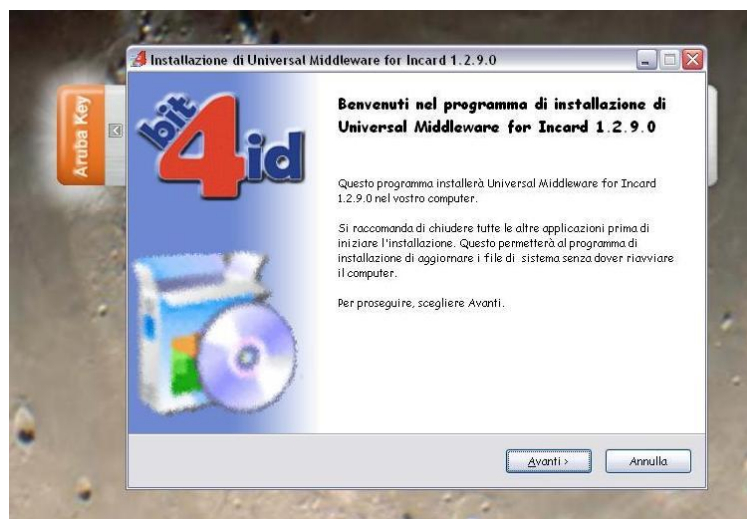 Installazione di Universal Middleware for Incard 1.2.9.0
Aruba Key
bit
4id
Benvenuti nel programma di installazione di
Universal Middleware for Incard 1.2.9.0
Questo programma installerà Universal Middleware for Incard
1.2.9.0 nel vostro computer.
Si raccomanda di chiudere tutte le altre applicazioni prima di
iniziare l'installazione. Questo permetterà al programma di
installazione di aggiornare i file di sistema senza dover riavviare
il computer.
Per proseguire, scegliere Avanti.
Avanti >
Annulla